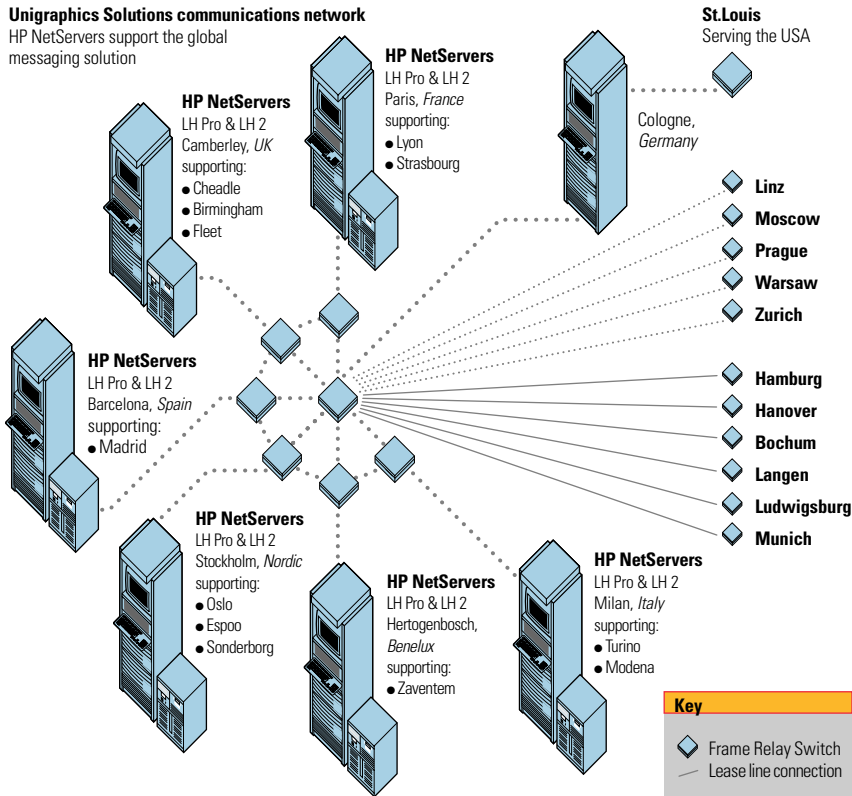 Unigraphics Solutions communications network
HP NetServers support the global
messaging solution
HP NetServers
LH Pro & LH 2
Camberley, UK
supporting:
● Cheadle
● Birmingham
● Fleet
HP NetServers
LH Pro & LH 2
Paris, France
supporting:
● Lyon
● Strasbourg
Cologne,
Germany
St.Louis
Serving the USA
Linz
Moscow
Prague
Warsaw
Zurich
Hamburg
Hanover
Bochum
Langen
Ludwigsburg
Munich
HP NetServers
LH Pro & LH 2
Barcelona, Spain
supporting:
● Madrid
HP NetServers
LH Pro & LH 2
Stockholm, Nordic
supporting:
● Oslo
● Espoo
● Sonderborg
HP NetServers
LH Pro & LH 2
Hertogenbosch,
Benelux
supporting:
● Zaventem
HP NetServers
LH Pro & LH 2
Milan, Italy
supporting:
● Turino
● Modena
Key
Frame Relay Switch
Lease line connection